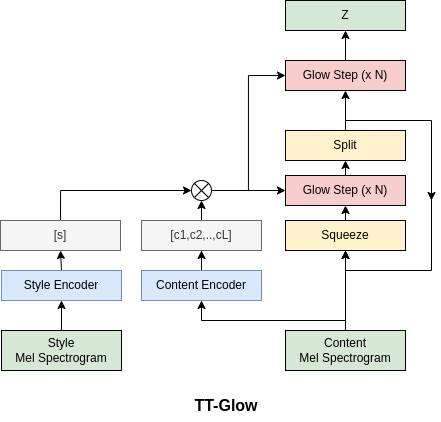 Z
Glow Step (x N)
Split
Glow Step (x N)
[s]
[c1,c2,..,cL]
Squeeze
Style Encoder
Content Encoder
Style
Mel Spectrogram
Content
Mel Spectrogram
TT-Glow